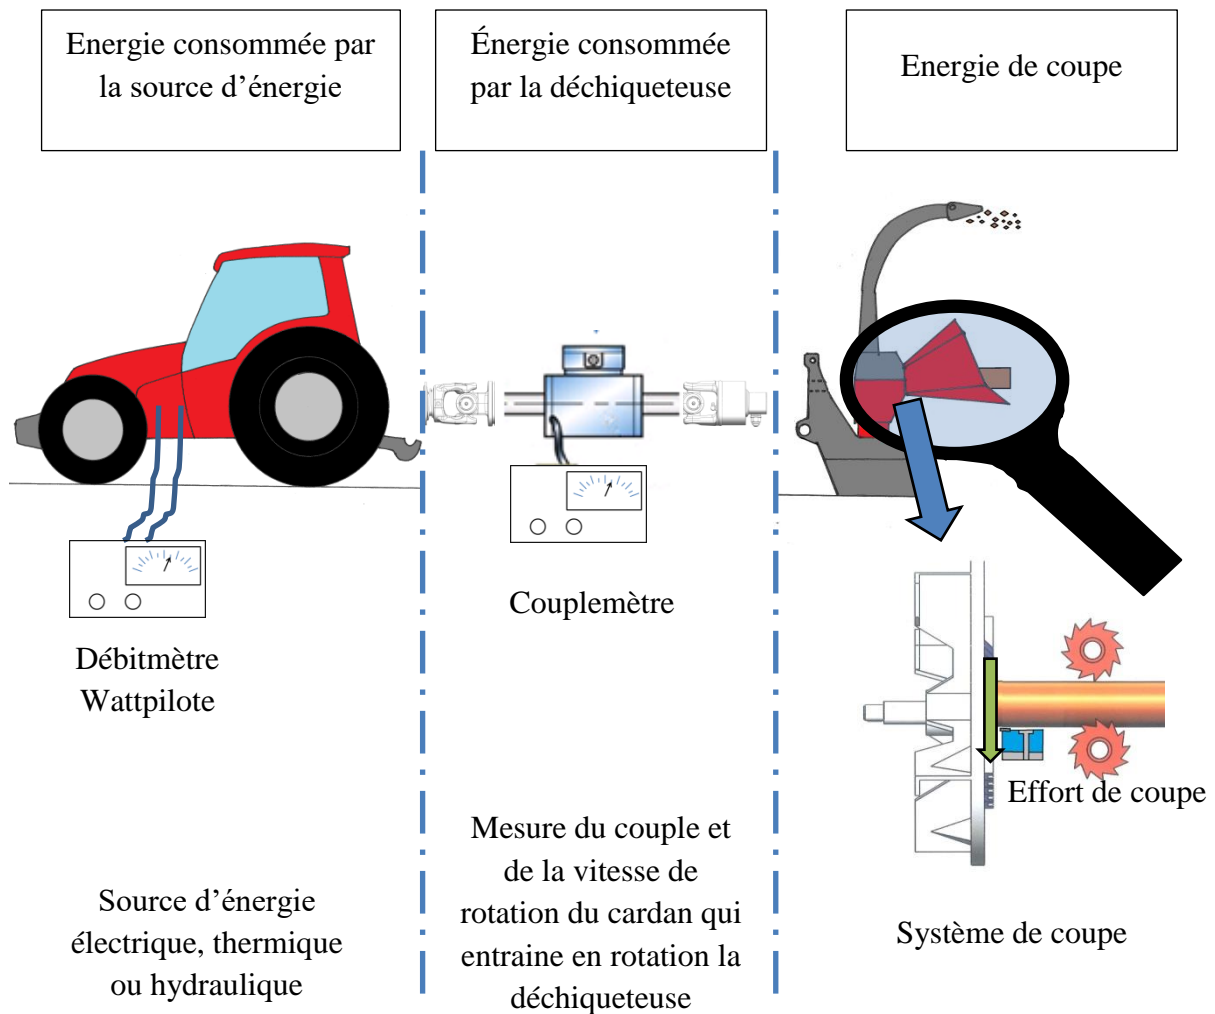 Energie consommée par
la source d’énergie
Énergie consommée
par la déchiqueteuse
Energie de coupe
Débitmètre
Wattpilote
Couplemètre
Effort de coupe
Source d’énergie
électrique, thermique
ou hydraulique
Mesure du couple et
de la vitesse de
rotation du cardan qui
entraine en rotation la
déchiqueteuse
Système de coupe